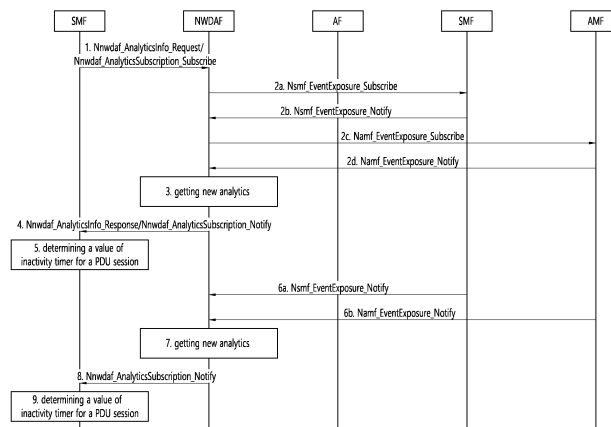 SMF NWDAF AF SMF AMF
1. Nnwdaf_AnalyticsInfo_Request/
Nnwdaf_AnalyticsSubscription_Subscribe
2a. Nsmf_EventExposure_Subscribe
2b. Nsmf_EventExposure_Notify
2c. Namf_EventExposure_Subscribe
2d. Namf_EventExposure_Notify
3. getting new analytics
4. Nnwdaf_AnalyticsInfo_Response/Nnwdaf_AnalyticsSubscription_Notify
5. determining a value of
inactivity timer for a PDU session
6a. Nsmf_EventExposure_Notify
6b. Namf_EventExposure_Notify
7. getting new analytics
8. Nnwdaf_AnalyticsSubscription_Notify
9. determining a value of
inactivity timer for a PDU session